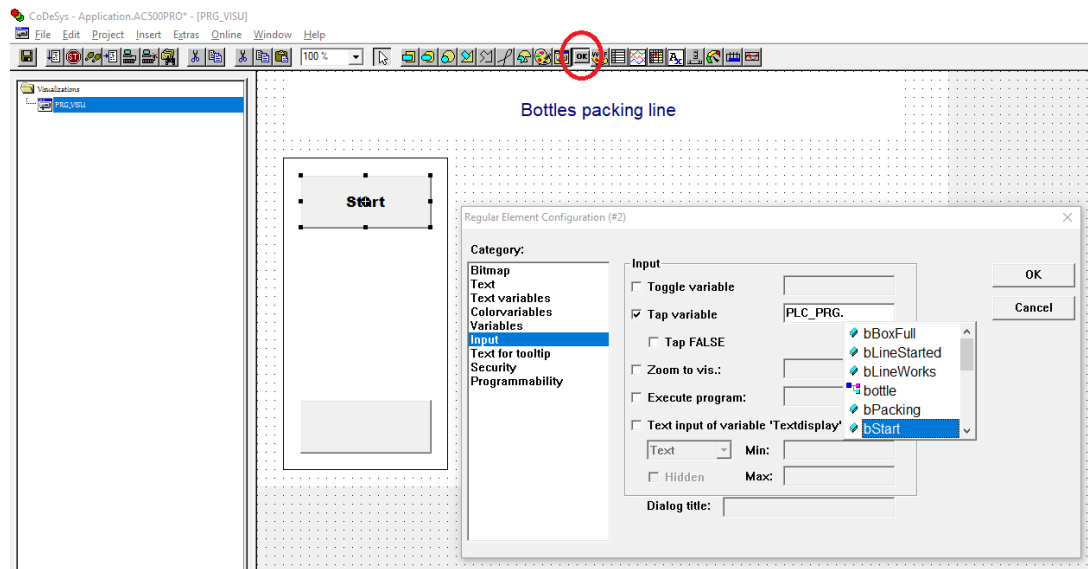 CoDeSys - Application.AC500PRO* - [PRG_VISU]
File Edit Project Insert Extras Online Window Help
100 %
OK
Visualizations
PRG_VISU
Bottles packing line
Start
Regular Element Configuration (#2)
Category:
Bitmap
Text
Text variables
Colorvariables
Variables
Input
Text for tooltip
Security
Programmability
Input
Toggle variable
Tap variable
PLC_PRG.
Tap FALSE
Zoom to vis.:
Execute program:
Text input of variable 'Textdisplay'
Text
Min:
Hidden
Max:
Dialog title:
bBoxFull
bLineStarted
bLineWorks
bottle
bPacking
bStart
OK
Cancel